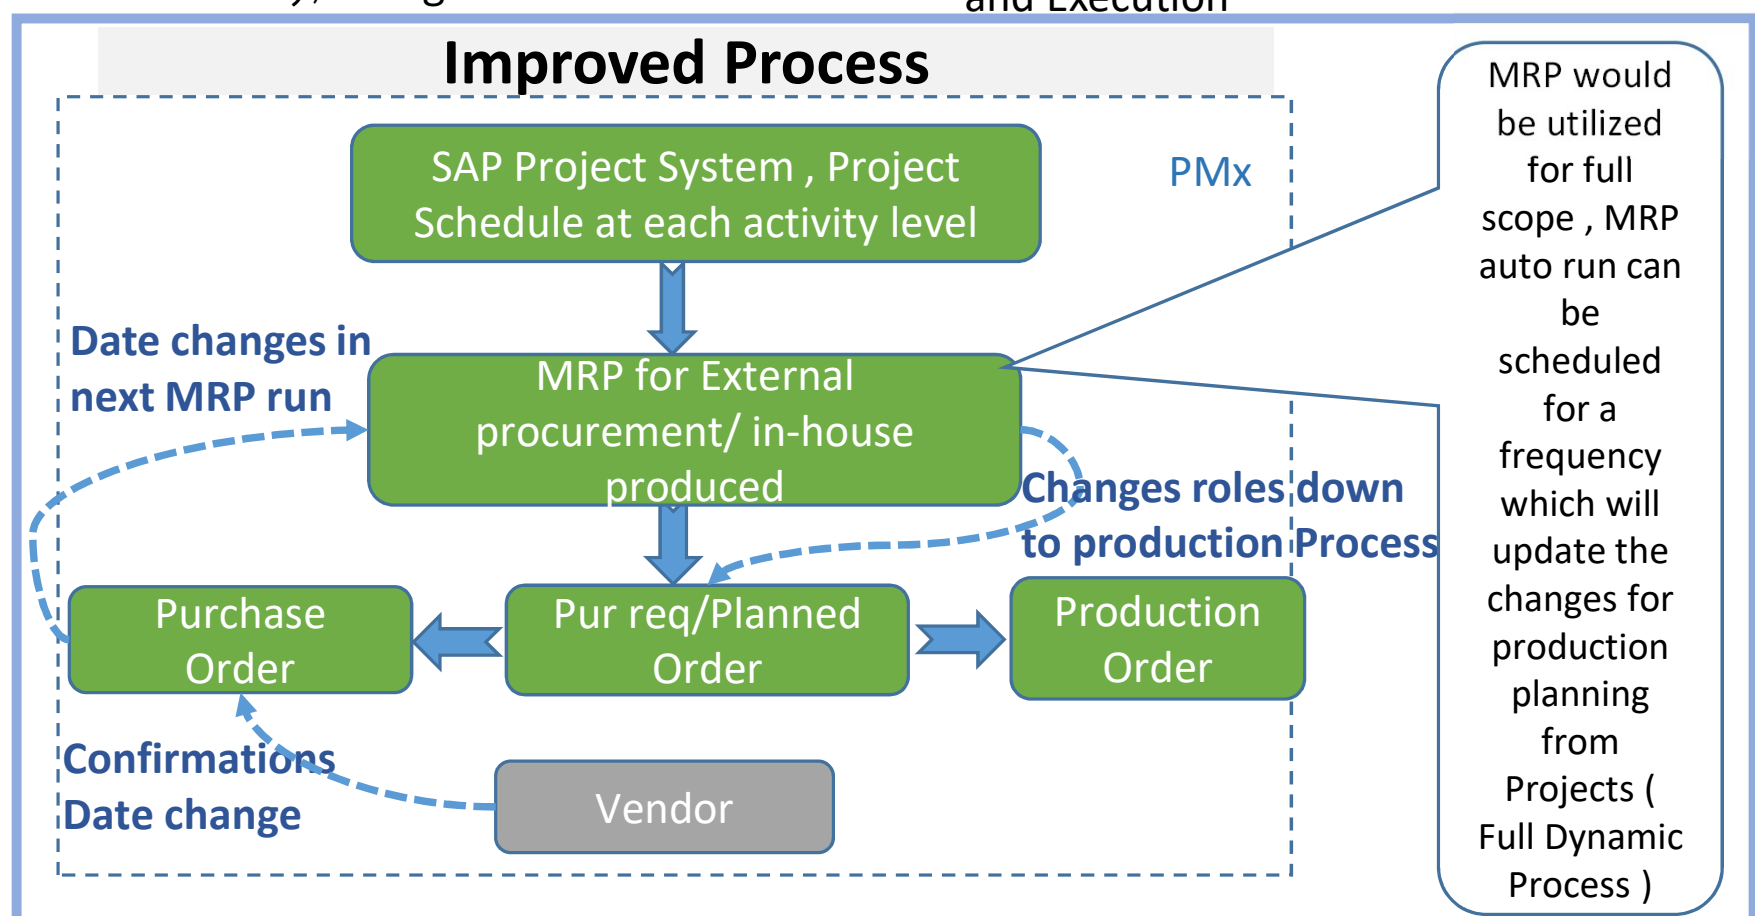 and Execution
Improved Process
SAP Project System , Project
Schedule at each activity level
PMx
Date changes in
next MRP run
MRP for External
procurement/ in-house
produced
Changes roles down
to production Process
Purchase
Order
Pur req/Planned
Order
Production
Order
Confirmations
Date change
Vendor
MRP would
be utilized
for full
scope , MRP
auto run can
be
scheduled
for a
frequency
which will
update the
changes for
production
planning
from
Projects (
Full Dynamic
Process )